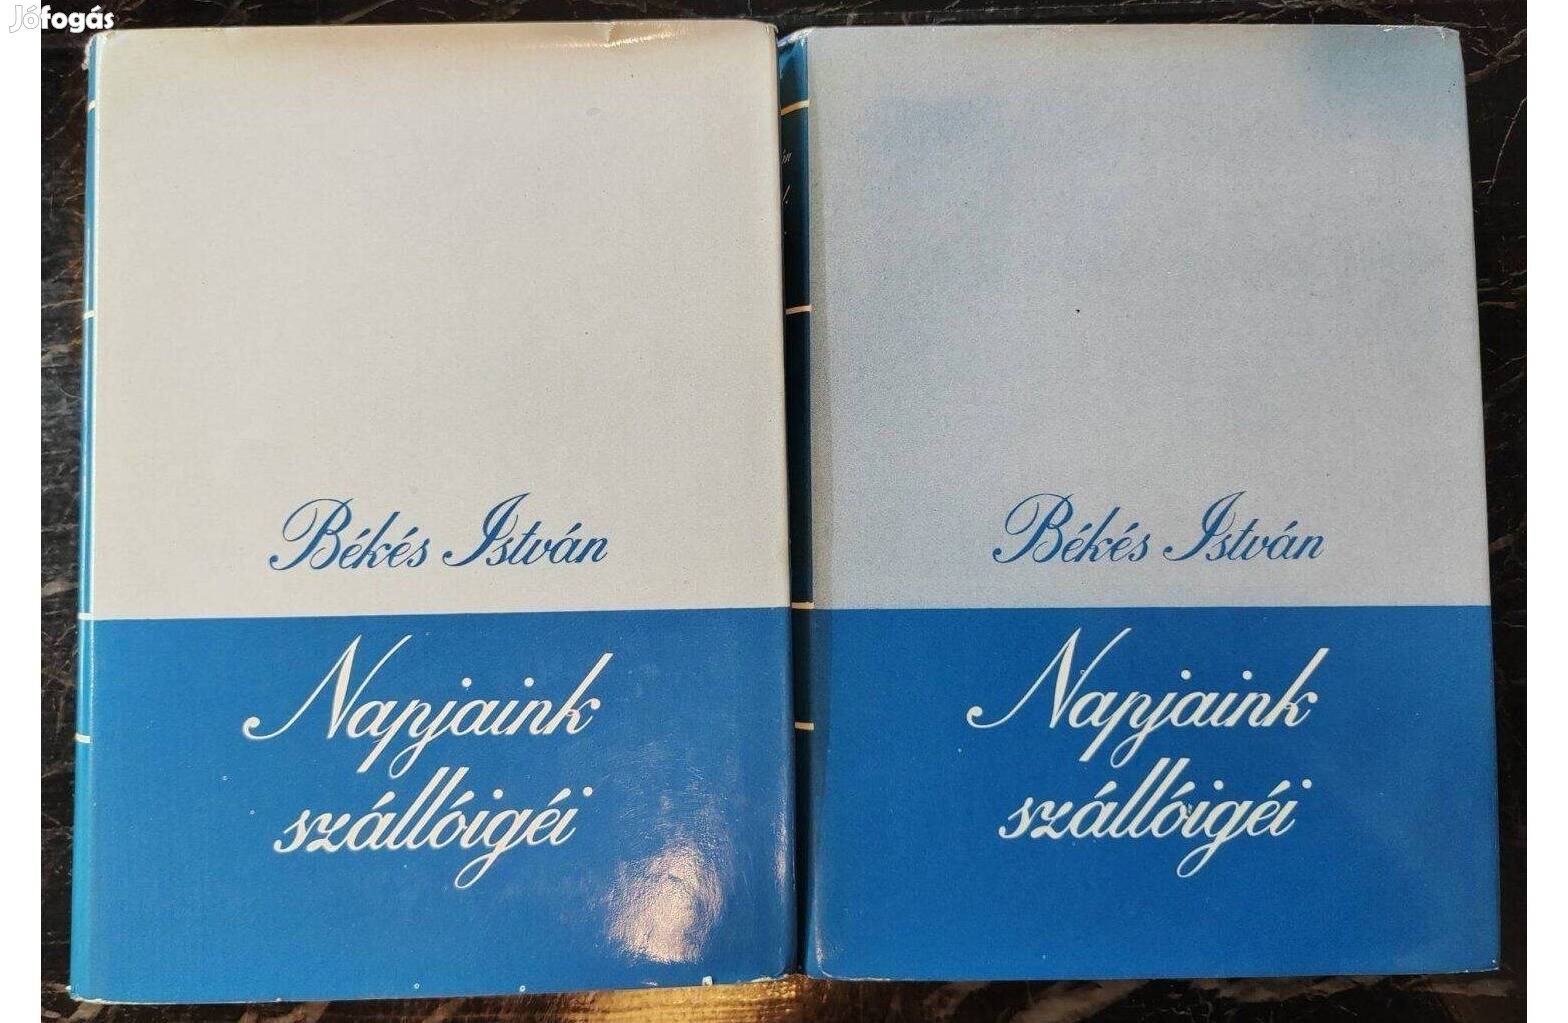 Jófogás
Békés István
Napjaink
szállóigéi
Békés István
Napjaink
szállóigéi